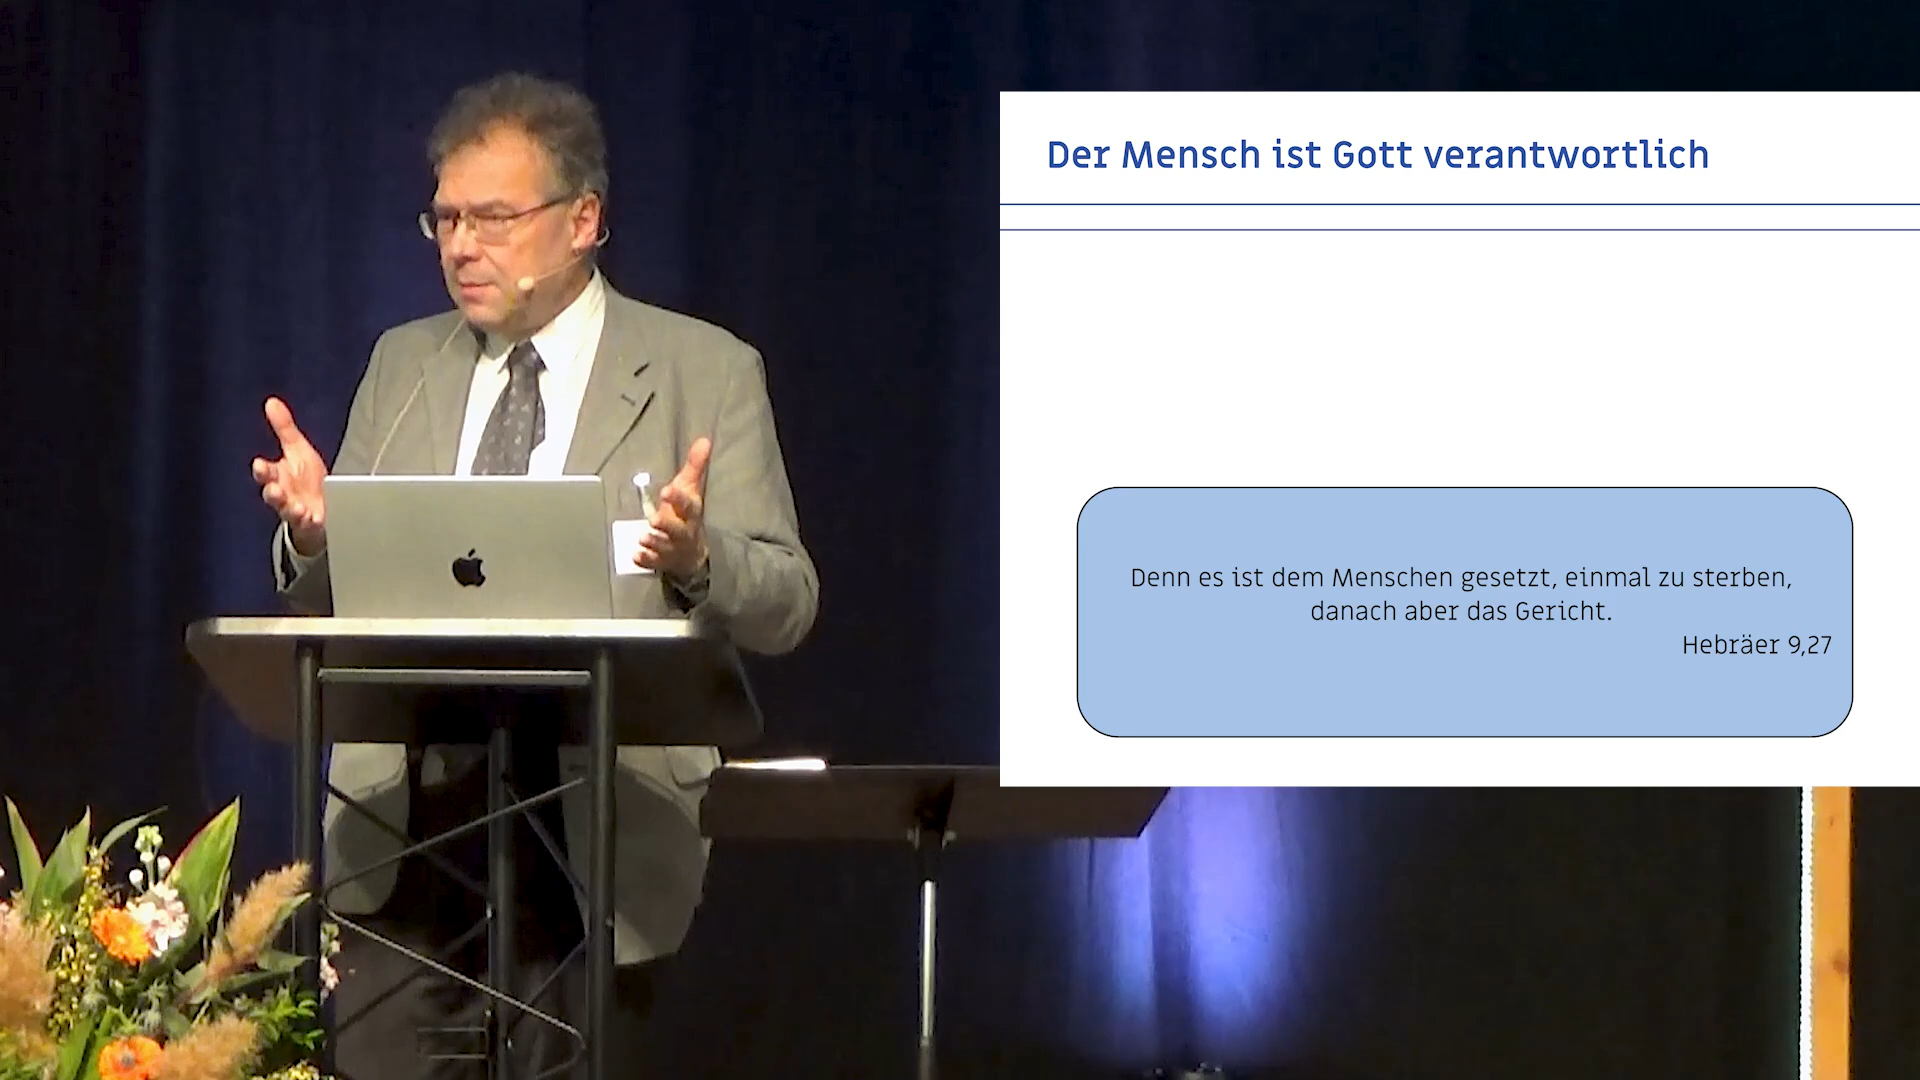 Der Mensch ist Gott verantwortlich
Denn es ist dem Menschen gesetzt, einmal zu sterben,
danach aber das Gericht.
Hebräer 9,27